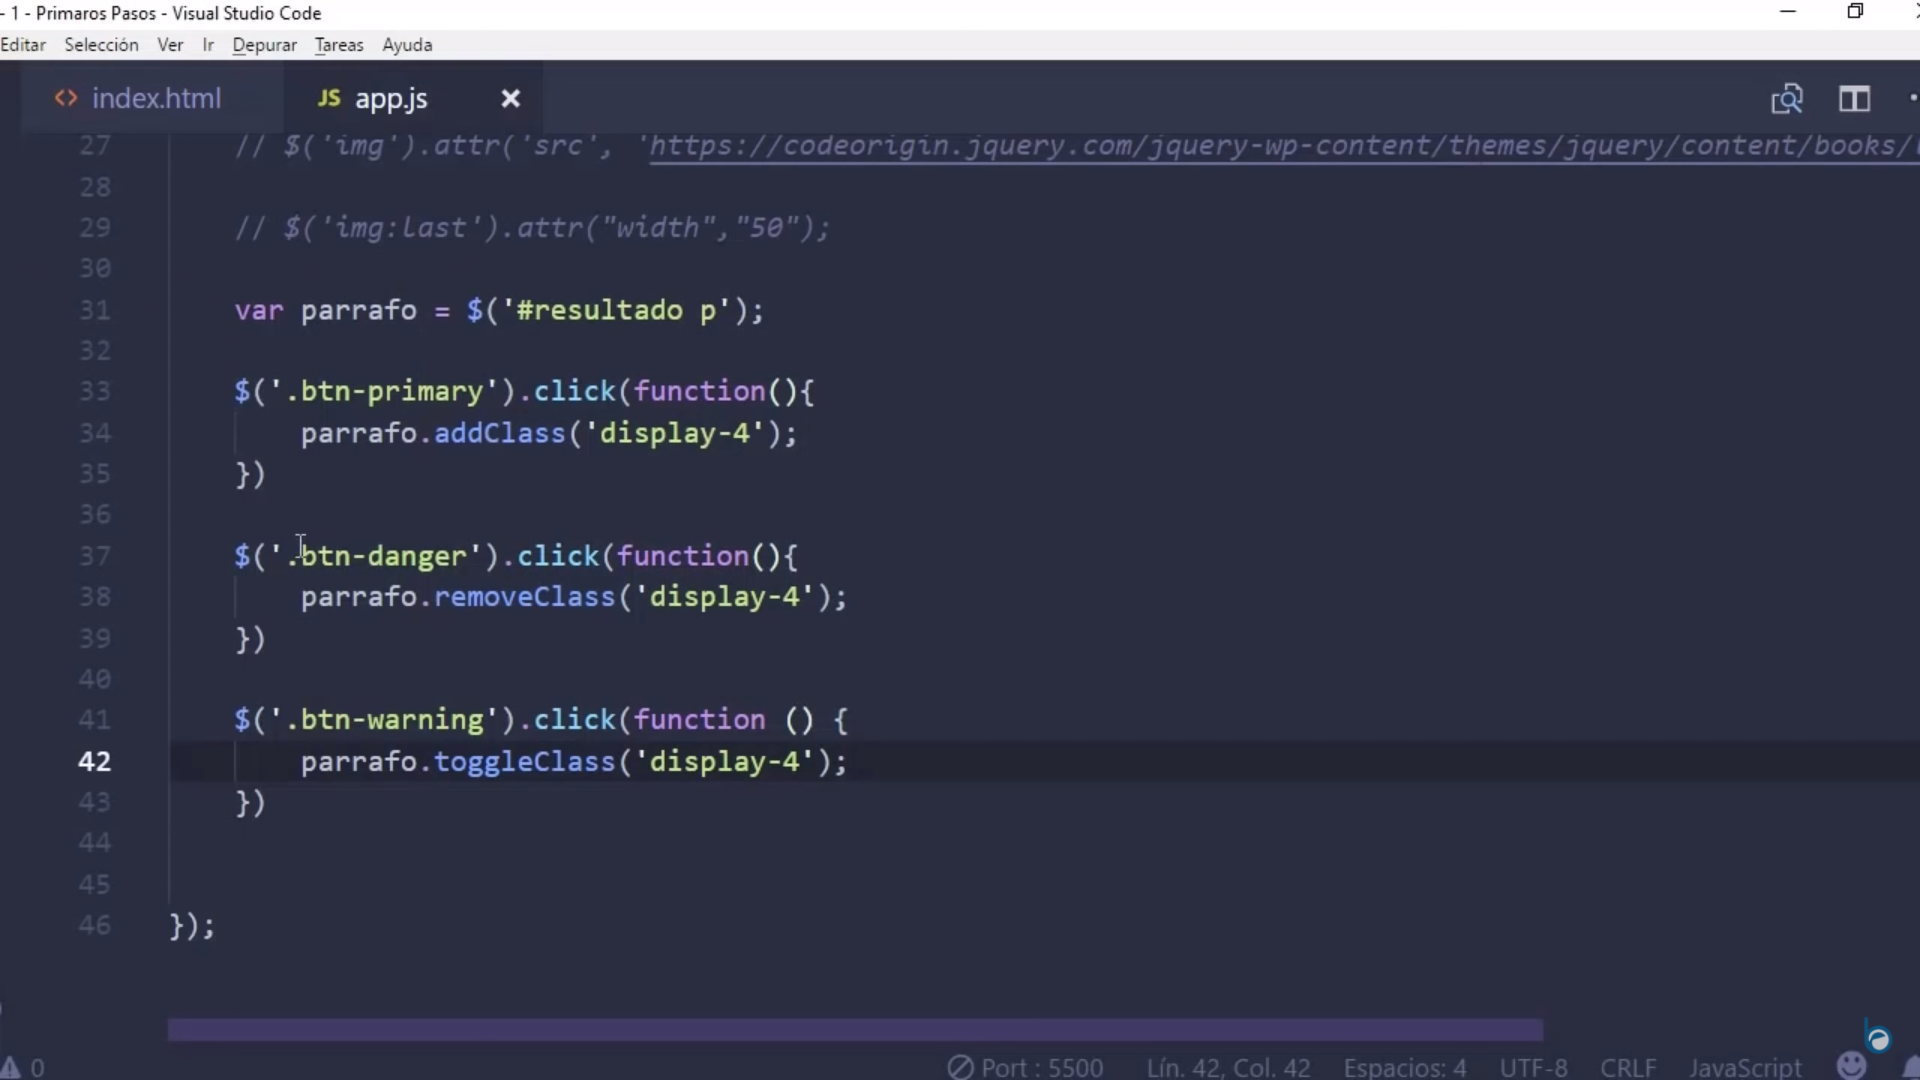 - 1 - Primaros Pasos - Visual Studio Code
Editar Selección Ver Ir Depurar Tareas Ayuda
<> index.html JS app.js ×
27 // $('img').attr('src', 'https://codeorigin.jquery.com/jquery-wp-content/themes/jquery/content/books/
28
29 // $('img:last').attr("width","50");
30
31 var parrafo = $('#resultado p');
32
33 $('.btn-primary').click(function(){
34 parrafo.addClass('display-4');
35 })
36
37 $('.btn-danger').click(function(){
38 parrafo.removeClass('display-4');
39 })
40
41 $('.btn-warning').click(function () {
42 parrafo.toggleClass('display-4');
43 })
44
45
46 });
0 Port : 5500 Lín. 42, Col. 42 Espacios: 4 UTF-8 CRLF JavaScript